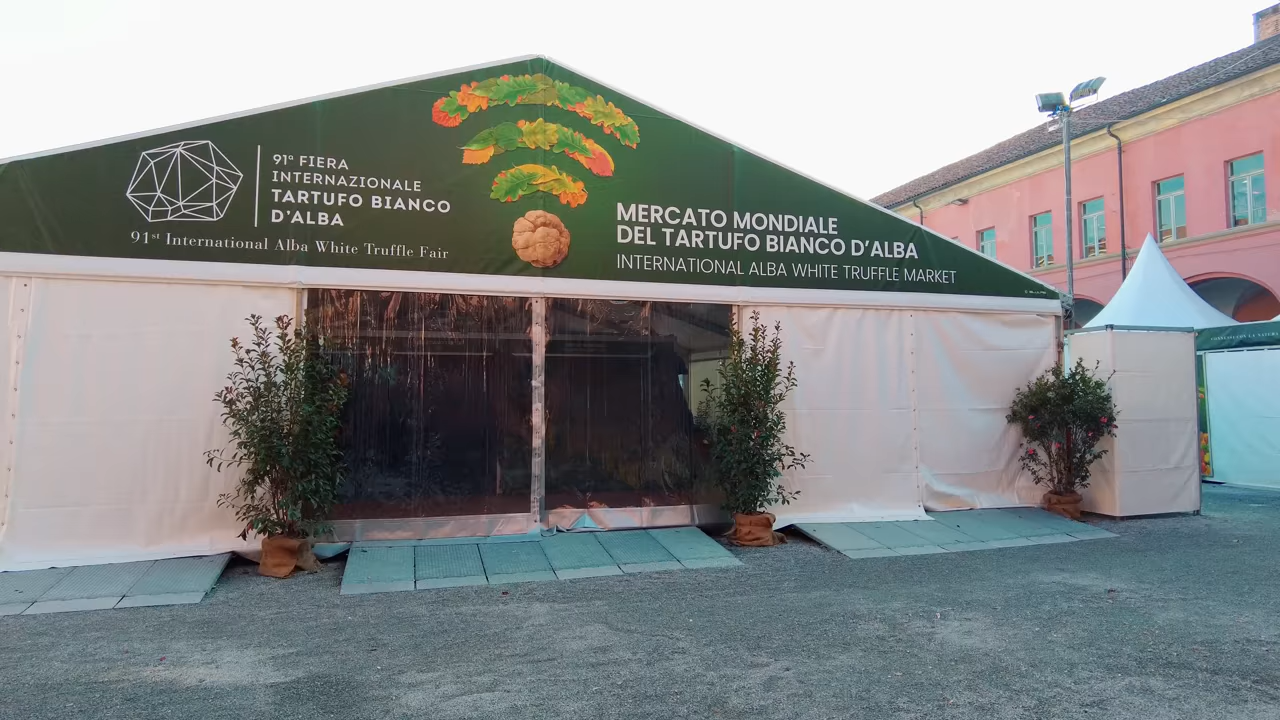 91ª FIERA
INTERNAZIONALE
TARTUFO BIANCO
D'ALBA
91st International Alba White Truffle Fair
MERCATO MONDIALE
DEL TARTUFO BIANCO D'ALBA
INTERNATIONAL ALBA WHITE TRUFFLE MARKET